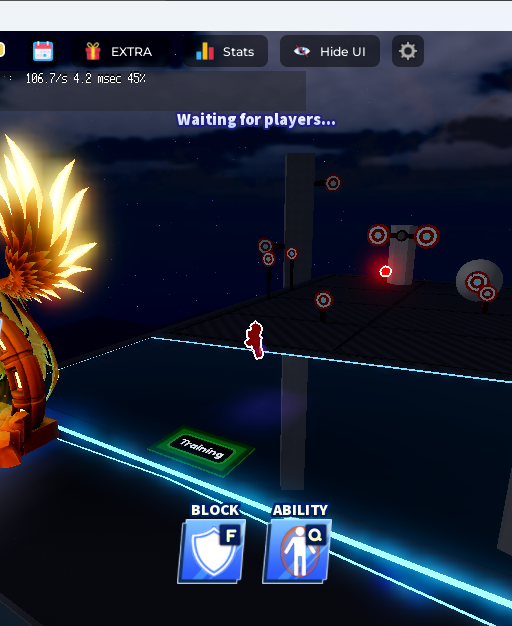 EXTRA
Stats
Hide UI
: 106.7/s 4.2 msec 45%
Waiting for players...
Training
BLOCK
ABILITY
F
Q